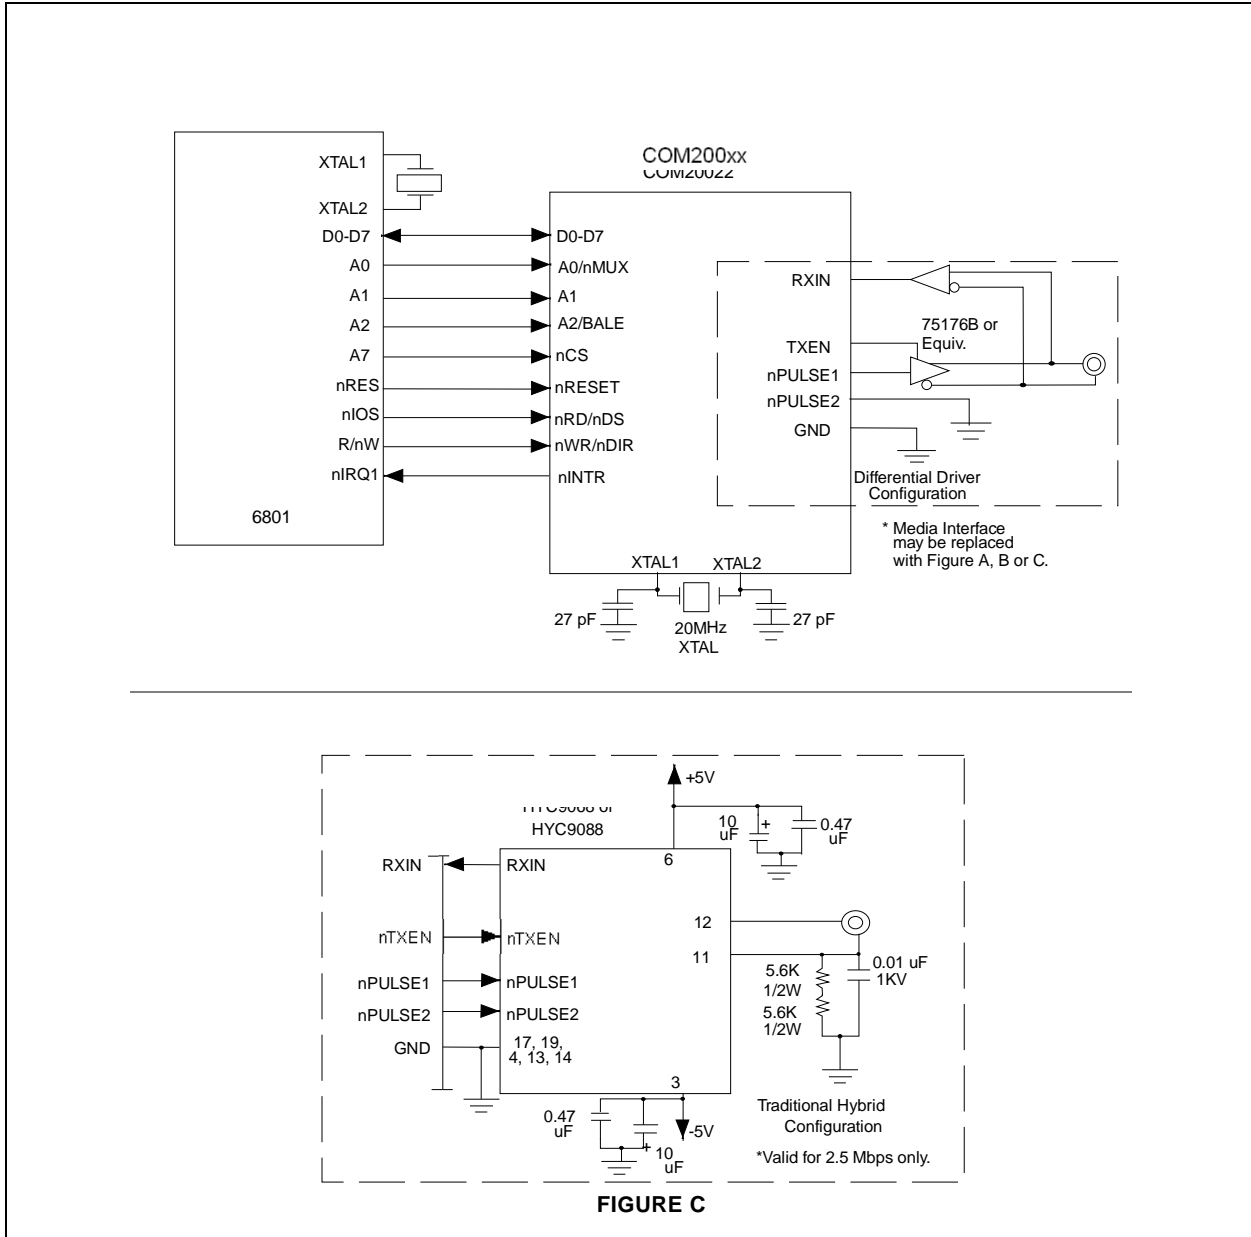 COM200xx
COM20022
XTAL1
XTAL2
D0-D7
A0
A1
A2
A7
nRES
nIOS
R/nW
nIRQ1
6801
D0-D7
A0/nMUX
A1
A2/BALE
nCS
nRESET
nRD/nDS
nWR/nDIR
nINTR
XTAL1
XTAL2
RXIN
TXEN
nPULSE1
nPULSE2
GND
75176B or
Equiv.
Differential Driver
Configuration
* Media Interface
may be replaced
with Figure A, B or C.
27 pF
20MHz
XTAL
27 pF
+5V
HYC9068 or
HYC9088
10
uF
+
0.47
uF
6
RXIN
RXIN
nTXEN
nTXEN
nPULSE1
nPULSE1
nPULSE2
nPULSE2
GND
17, 19,
4, 13, 14
12
11
3
5.6K
1/2W
5.6K
1/2W
0.01 uF
1KV
0.47
uF
+
10
uF
-5V
Traditional Hybrid
Configuration
*Valid for 2.5 Mbps only.
FIGURE C